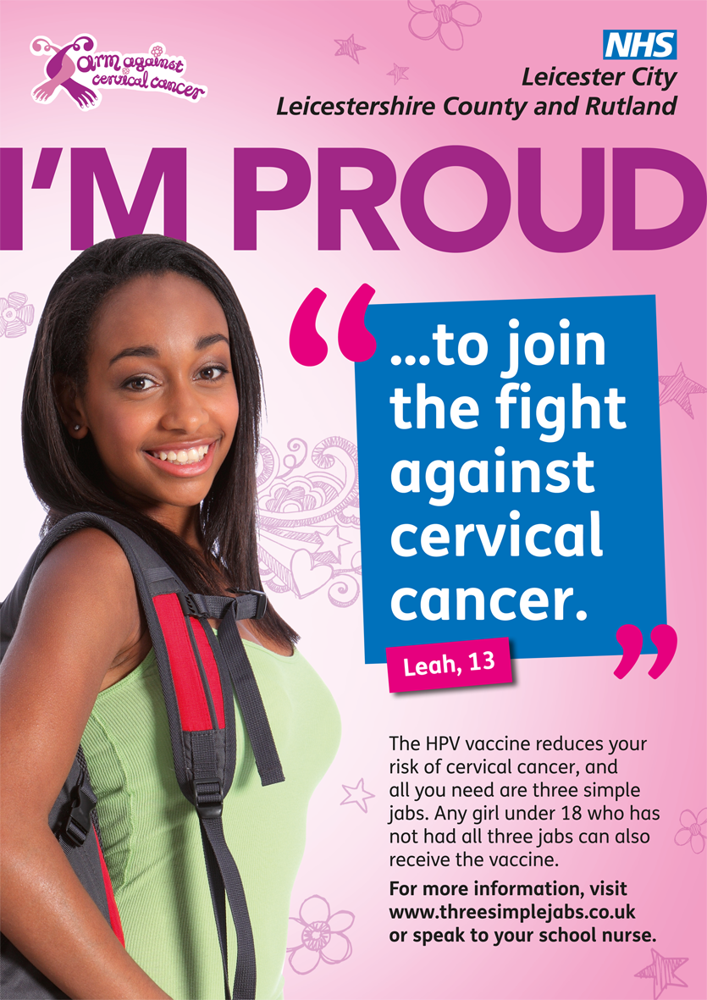 arm against
cervical cancer
NHS
Leicester City
Leicestershire County and Rutland
I'M PROUD
“...to join
the fight
against
cervical
cancer.”
Leah, 13
The HPV vaccine reduces your
risk of cervical cancer, and
all you need are three simple
jabs. Any girl under 18 who has
not had all three jabs can also
receive the vaccine.
For more information, visit
www.threesimplejabs.co.uk
or speak to your school nurse.